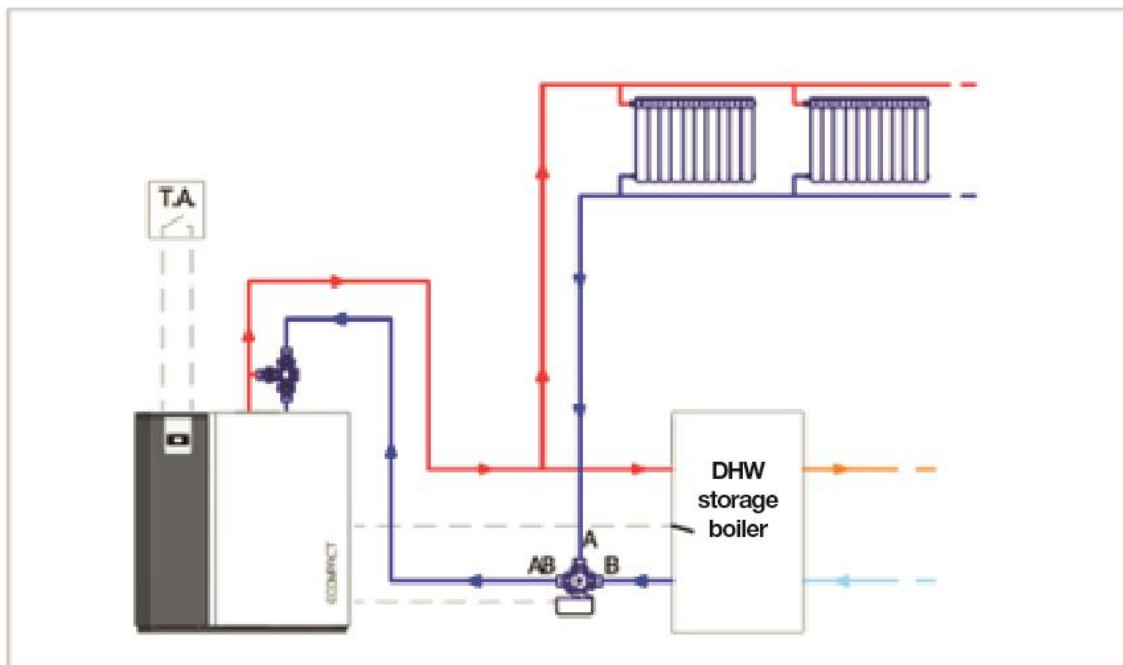 T.A.
DHW
storage
boiler
A
AB
B
ECOMPACT